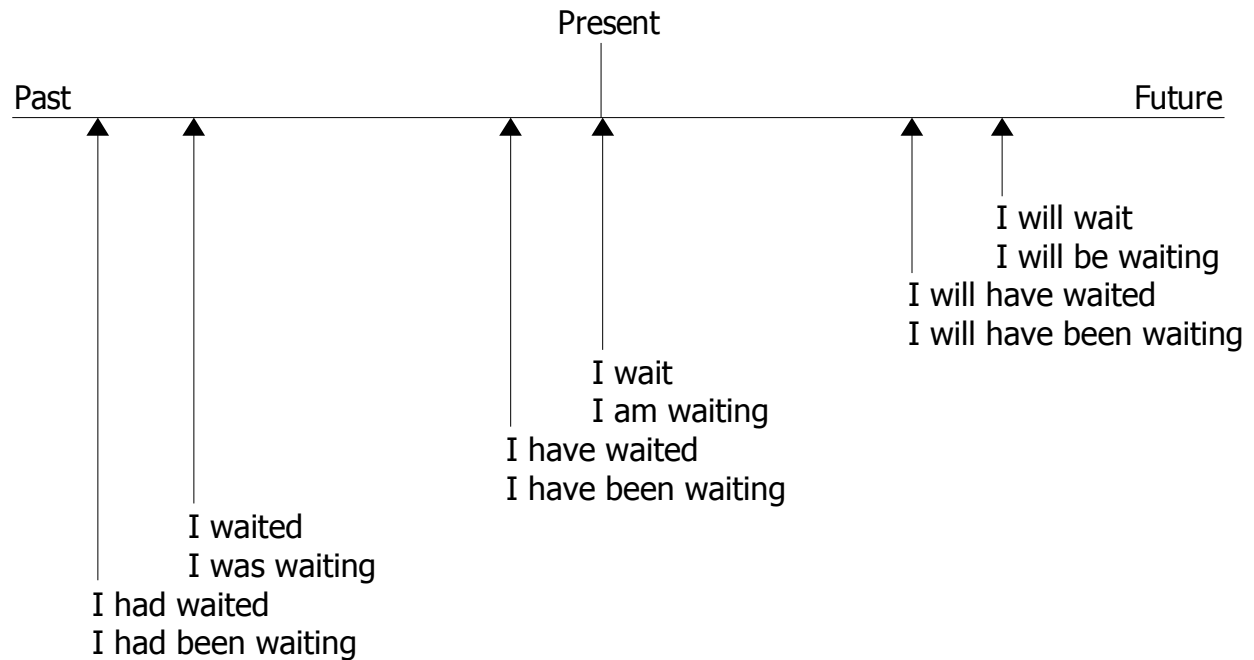 Present
Past
Future
I will wait
I will be waiting
I will have waited
I will have been waiting
I wait
I am waiting
I have waited
I have been waiting
I waited
I was waiting
I had waited
I had been waiting